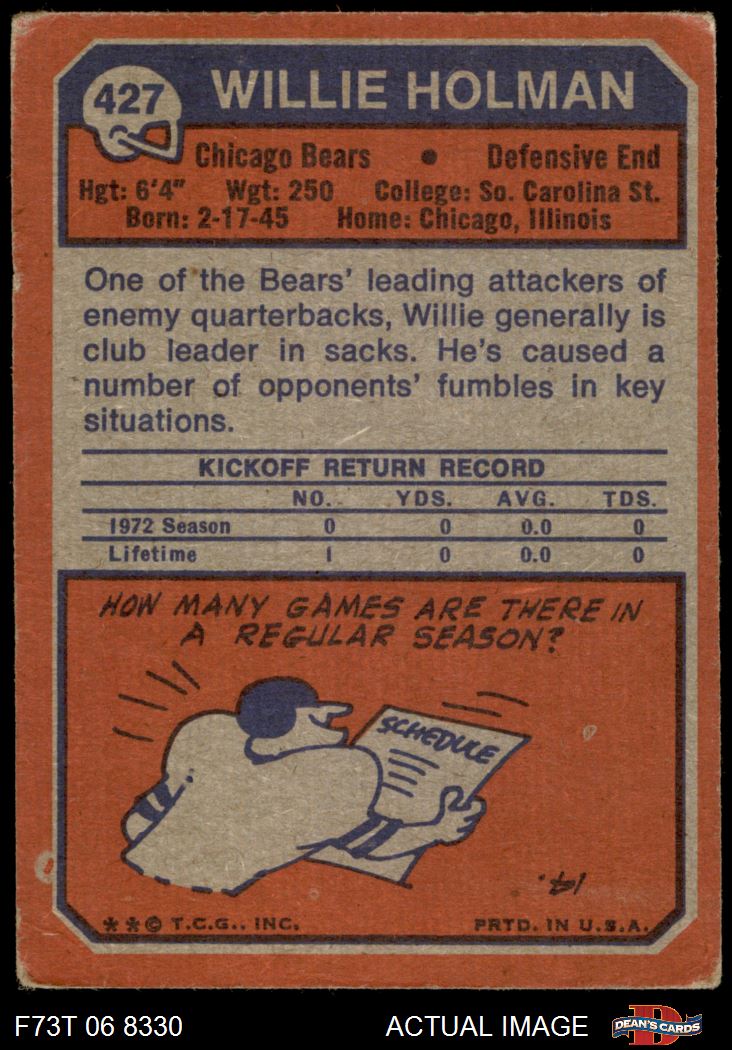 427
WILLIE HOLMAN
Chicago Bears • Defensive End
Hgt: 6'4" Wgt: 250 College: So. Carolina St.
Born: 2-17-45 Home: Chicago, Illinois
One of the Bears' leading attackers of
enemy quarterbacks, Willie generally is
club leader in sacks. He's caused a
number of opponents' fumbles in key
situations.
KICKOFF RETURN RECORD
NO. YDS. AVG. TDS.
1972 Season 0 0 0.0 0
Lifetime 1 0 0.0 0
HOW MANY GAMES ARE THERE IN
A REGULAR SEASON?
SCHEDULE
14.
**© T.C.G., INC. PRTD. IN U.S.A.
F73T 06 8330 ACTUAL IMAGE
D
DEAN'S CARDS